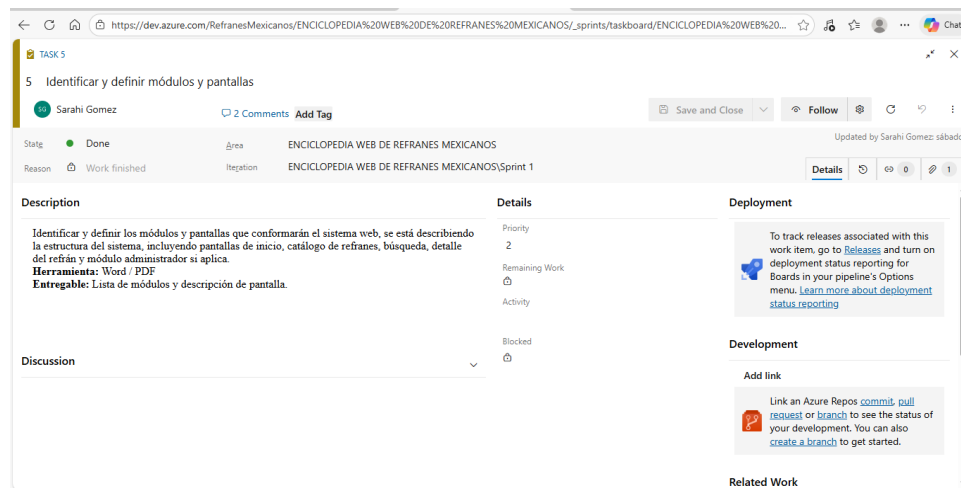 https://dev.azure.com/RefranesMexicanos/ENCICLOPEDIA%20WEB%20DE%20REFRANES%20MEXICANOS/_sprints/taskboard/ENCICLOPEDIA%20WEB%20...
Chat
TASK 5
5 Identificar y definir módulos y pantallas
SG Sarahi Gomez
2 Comments Add Tag
Save and Close
Follow
State Done
Area ENCICLOPEDIA WEB DE REFRANES MEXICANOS
Updated by Sarahi Gomez: sábado
Reason Work finished
Iteration ENCICLOPEDIA WEB DE REFRANES MEXICANOS\Sprint 1
Details 0 1
Description
Identificar y definir los módulos y pantallas que conformarán el sistema web, se está describiendo
la estructura del sistema, incluyendo pantallas de inicio, catálogo de refranes, búsqueda, detalle
del refrán y módulo administrador si aplica.
Herramienta: Word / PDF
Entregable: Lista de módulos y descripción de pantalla.
Discussion
Details
Priority
2
Remaining Work
Activity
Blocked
Deployment
To track releases associated with this
work item, go to Releases and turn on
deployment status reporting for
Boards in your pipeline's Options
menu. Learn more about deployment
status reporting
Development
Add link
Link an Azure Repos commit, pull
request or branch to see the status of
your development. You can also
create a branch to get started.
Related Work